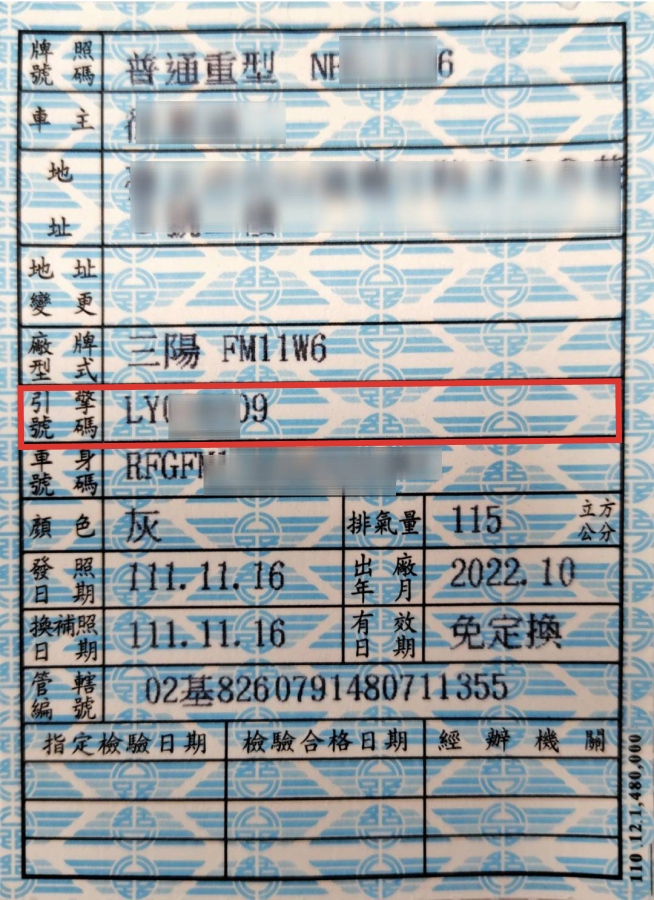 牌照號碼 普通重型 NF 6
車主
地址
地址變更
廠牌型式 三陽 FM11W6
引擎號碼 LY 09
車身號碼 RFGFM
顏色 灰 排氣量 115 立方公分
發照日期 111.11.16 出廠年月 2022.10
換補照日期 111.11.16 有效日期 免定換
管轄編號 02基8260791480711355
指定檢驗日期 檢驗合格日期 經辦機關
110 12.1,480,000